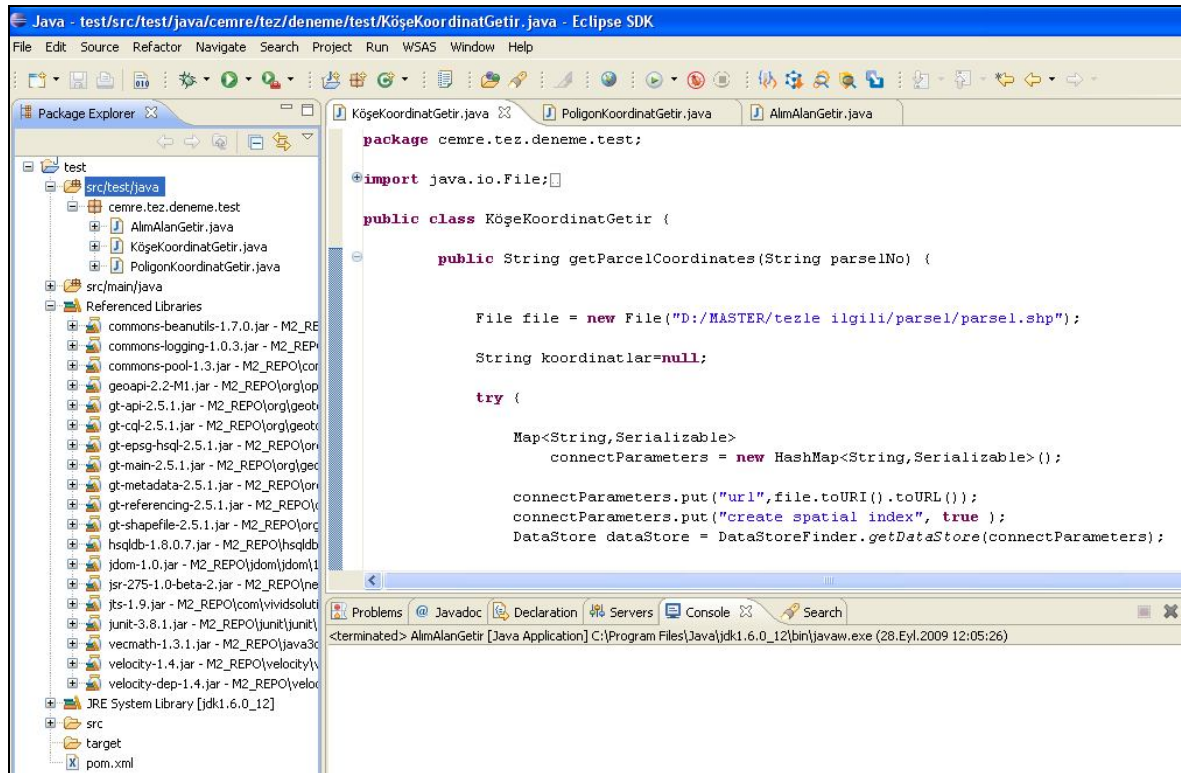 Java - test/src/test/java/cemre/tez/deneme/test/KöşeKoordinatGetir.java - Eclipse SDK
File Edit Source Refactor Navigate Search Project Run WSAS Window Help
Package Explorer
test
src/test/java
cemre.tez.deneme.test
AlımAlanGetir.java
KöşeKoordinatGetir.java
PoligonKoordinatGetir.java
src/main/java
Referenced Libraries
commons-beanutils-1.7.0.jar - M2_RE
commons-logging-1.0.3.jar - M2_REP
commons-pool-1.3.jar - M2_REPO\cor
geoapi-2.2-M1.jar - M2_REPO\org\op
gt-api-2.5.1.jar - M2_REPO\org\geot
gt-cql-2.5.1.jar - M2_REPO\org\geoto
gt-epsg-hsql-2.5.1.jar - M2_REPO\or
gt-main-2.5.1.jar - M2_REPO\org\geo
gt-metadata-2.5.1.jar - M2_REPO\or
gt-referencing-2.5.1.jar - M2_REPO\
gt-shapefile-2.5.1.jar - M2_REPO\org
hsqldb-1.8.0.7.jar - M2_REPO\hsqldb
jdom-1.0.jar - M2_REPO\jdom\jdom\1
jsr-275-1.0-beta-2.jar - M2_REPO\ne
jts-1.9.jar - M2_REPO\com\vividsoluti
junit-3.8.1.jar - M2_REPO\junit\junit\
vecmath-1.3.1.jar - M2_REPO\java3d
velocity-1.4.jar - M2_REPO\velocity\v
velocity-dep-1.4.jar - M2_REPO\veloc
JRE System Library [jdk1.6.0_12]
src
target
pom.xml
KöşeKoordinatGetir.java PoligonKoordinatGetir.java AlımAlanGetir.java
package cemre.tez.deneme.test;
import java.io.File;
public class KöşeKoordinatGetir {
public String getParcelCoordinates(String parselNo) {
File file = new File("D:/MASTER/tezle ilgili/parsel/parsel.shp");
String koordinatlar=null;
try {
Map<String,Serializable>
connectParameters = new HashMap<String,Serializable>();
connectParameters.put("url",file.toURI().toURL());
connectParameters.put("create spatial index", true );
DataStore dataStore = DataStoreFinder.getDataStore(connectParameters);
Problems Javadoc Declaration Servers Console Search
<terminated> AlımAlanGetir [Java Application] C:\Program Files\Java\jdk1.6.0_12\bin\javaw.exe (28.Eyl.2009 12:05:26)